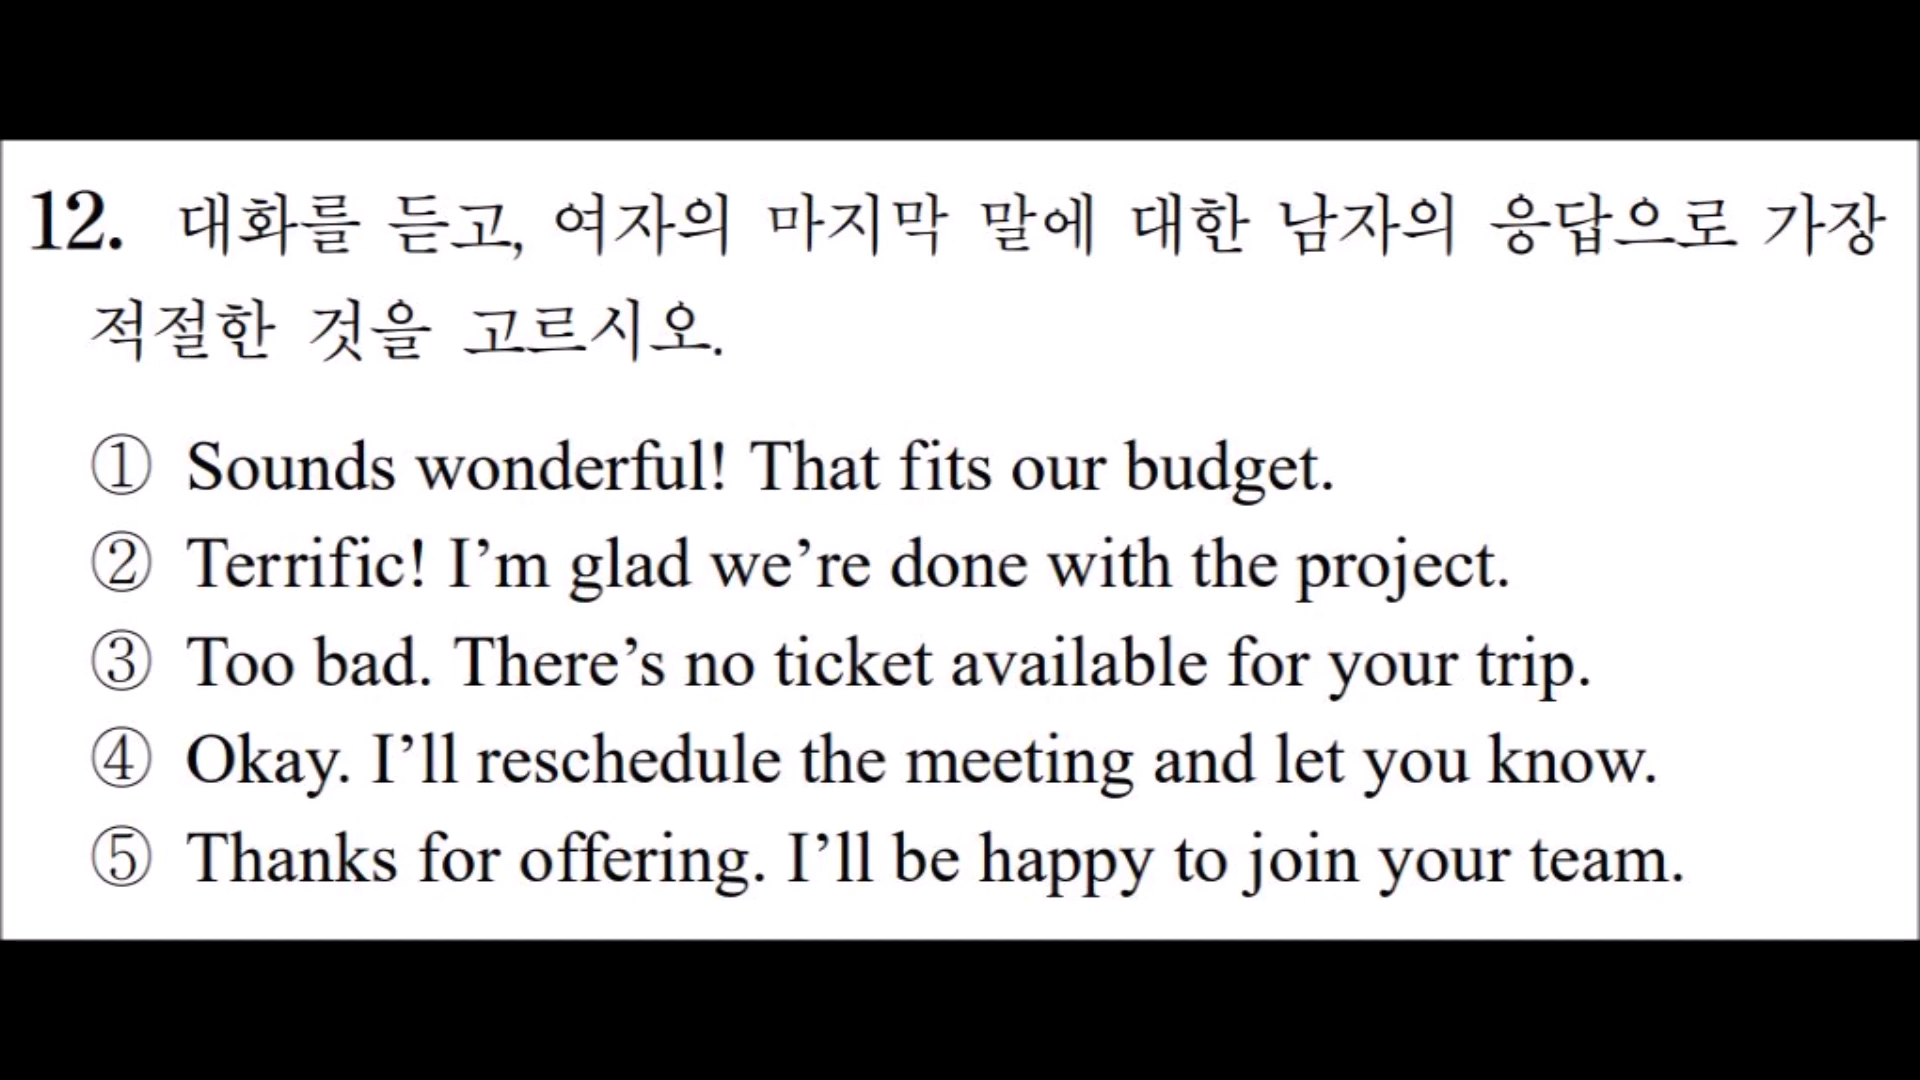 12. 대화를 듣고, 여자의 마지막 말에 대한 남자의 응답으로 가장
적절한 것을 고르시오.
① Sounds wonderful! That fits our budget.
② Terrific! I’m glad we’re done with the project.
③ Too bad. There’s no ticket available for your trip.
④ Okay. I’ll reschedule the meeting and let you know.
⑤ Thanks for offering. I’ll be happy to join your team.